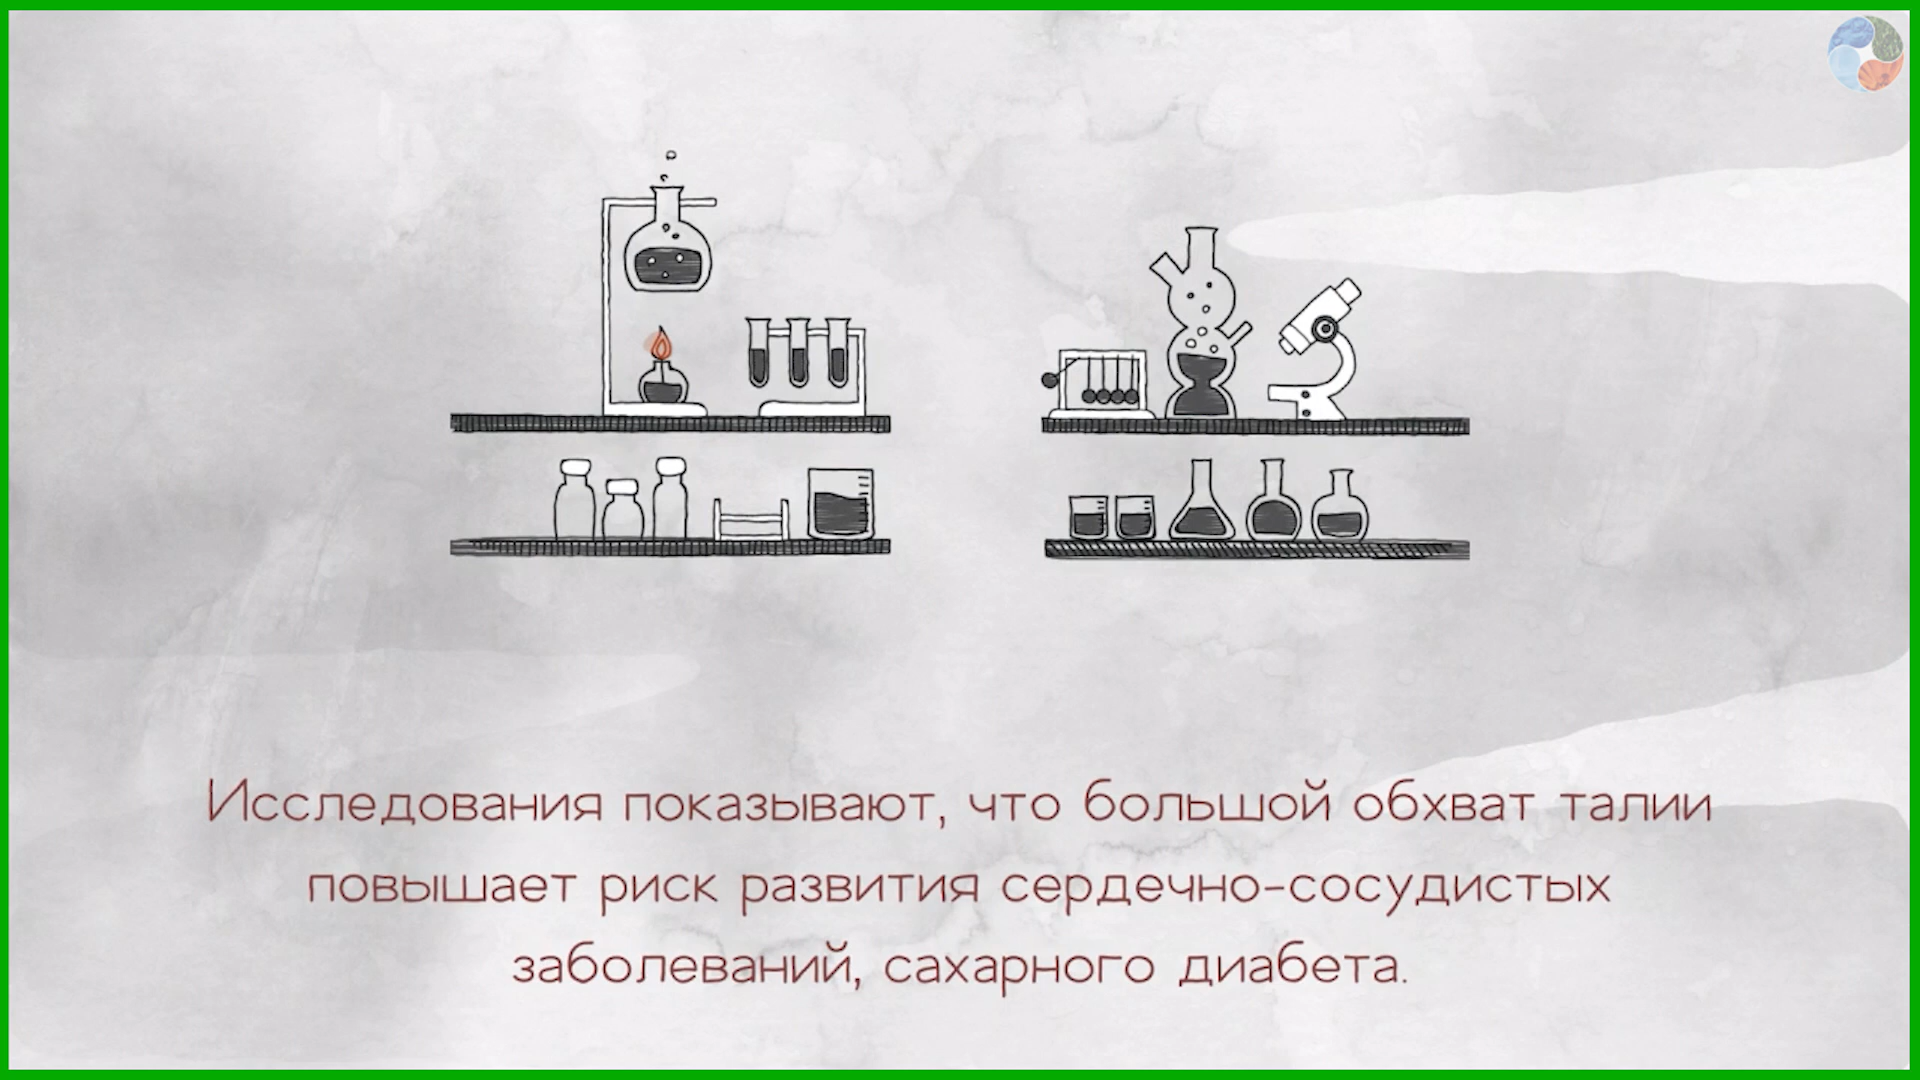 Исследования показывают, что большой обхват талии
повышает риск развития сердечно-сосудистых
заболеваний, сахарного диабета.